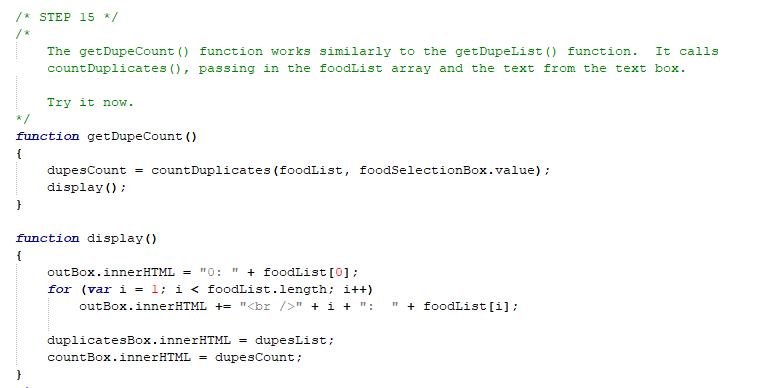 /* STEP 15 */
/*
The getDupeCount() function works similarly to the getDupeList() function.  It calls
countDuplicates(), passing in the foodList array and the text from the text box.
Try it now.
*/
function getDupeCount()
{
dupesCount = countDuplicates(foodList, foodSelectionBox.value);
display();
}
function display()
{
outBox.innerHTML = "0: " + foodList[0];
for (var i = 1; i < foodList.length; i++)
outBox.innerHTML += "<br />" + i + ":  " + foodList[i];
duplicatesBox.innerHTML = dupesList;
countBox.innerHTML = dupesCount;
}